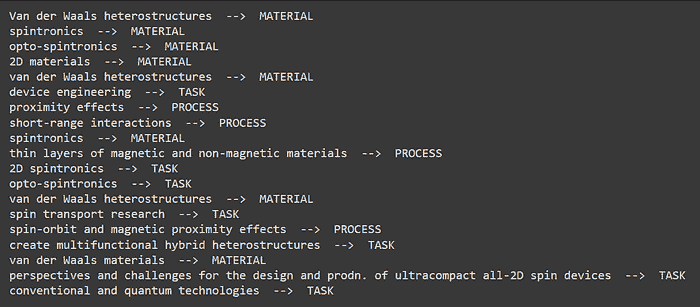 Van der Waals heterostructures  -->  MATERIAL
spintronics  -->  MATERIAL
opto-spintronics  -->  MATERIAL
2D materials  -->  MATERIAL
van der Waals heterostructures  -->  MATERIAL
device engineering  -->  TASK
proximity effects  -->  PROCESS
short-range interactions  -->  PROCESS
spintronics  -->  MATERIAL
thin layers of magnetic and non-magnetic materials  -->  PROCESS
2D spintronics  -->  TASK
opto-spintronics  -->  TASK
van der Waals heterostructures  -->  MATERIAL
spin transport research  -->  TASK
spin-orbit and magnetic proximity effects  -->  PROCESS
create multifunctional hybrid heterostructures  -->  TASK
van der Waals materials  -->  MATERIAL
perspectives and challenges for the design and prodn. of ultracompact all-2D spin devices  -->  TASK
conventional and quantum technologies  -->  TASK